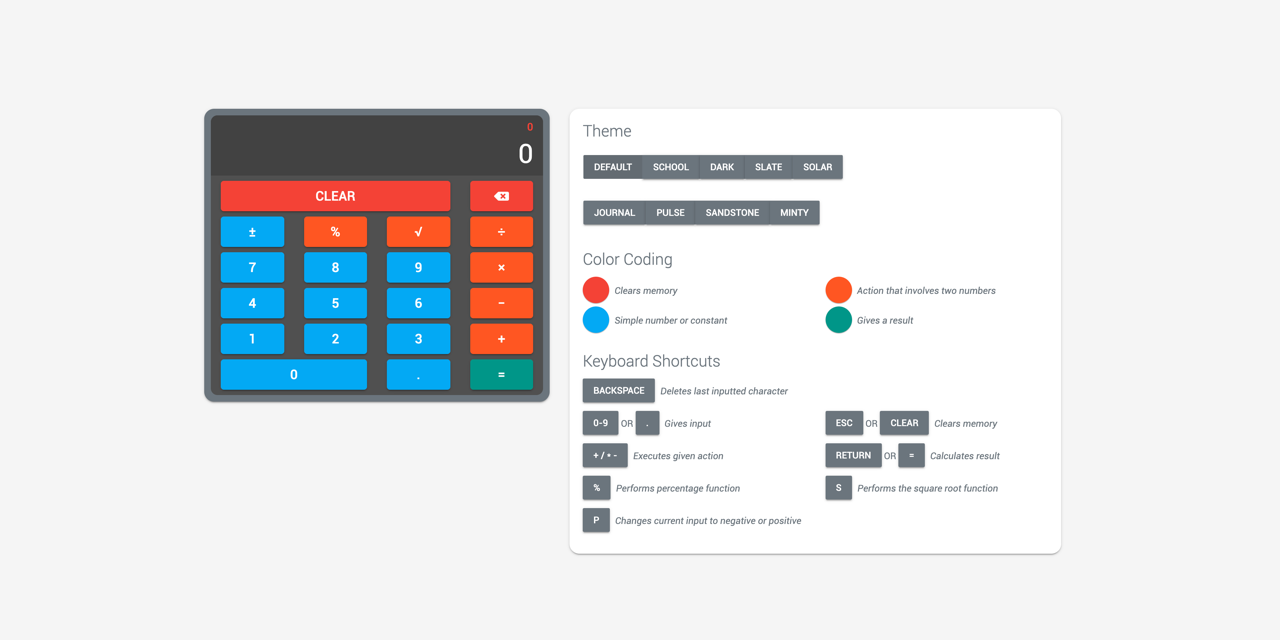 0
0
CLEAR
± % √ ÷
7 8 9 ×
4 5 6 −
1 2 3 +
0 . =
Theme
DEFAULT SCHOOL DARK SLATE SOLAR
JOURNAL PULSE SANDSTONE MINTY
Color Coding
Clears memory
Action that involves two numbers
Simple number or constant
Gives a result
Keyboard Shortcuts
BACKSPACE Deletes last inputted character
0-9 OR . Gives input
ESC OR CLEAR Clears memory
+ / * - Executes given action
RETURN OR = Calculates result
% Performs percentage function
S Performs the square root function
P Changes current input to negative or positive